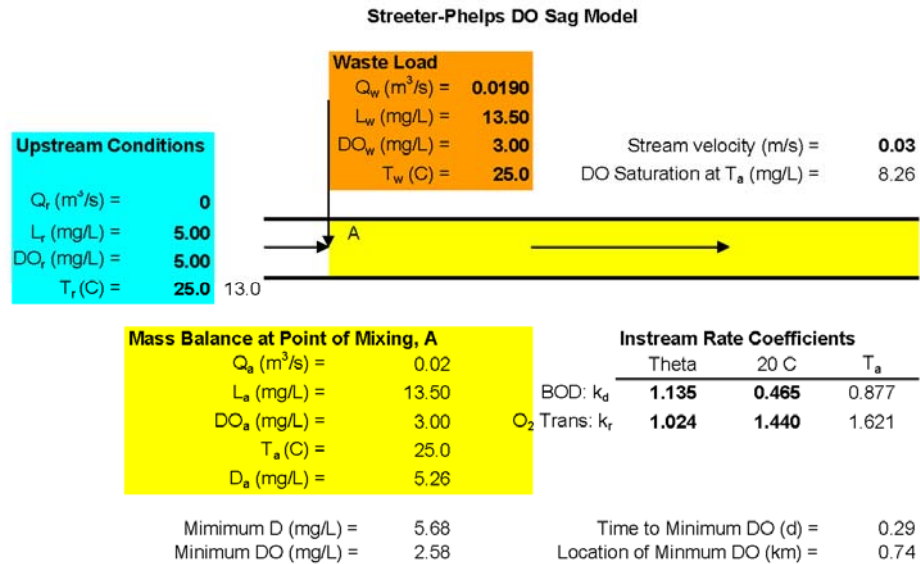 Streeter-Phelps DO Sag Model
Waste Load
Qw (m³/s) = 0.0190
Lw (mg/L) = 13.50
DOw (mg/L) = 3.00
Tw (C) = 25.0
Stream velocity (m/s) = 0.03
DO Saturation at Ta (mg/L) = 8.26
Upstream Conditions
Qr (m³/s) = 0
Lr (mg/L) = 5.00
DOr (mg/L) = 5.00
Tr (C) = 25.0 13.0
A
Mass Balance at Point of Mixing, A
Qa (m³/s) = 0.02
La (mg/L) = 13.50
DOa (mg/L) = 3.00
Ta (C) = 25.0
Da (mg/L) = 5.26
Instream Rate Coefficients
Theta 20 C Ta
BOD: kd 1.135 0.465 0.877
O₂ Trans: kr 1.024 1.440 1.621
Mimimum D (mg/L) = 5.68
Minimum DO (mg/L) = 2.58
Time to Minimum DO (d) = 0.29
Location of Minmum DO (km) = 0.74